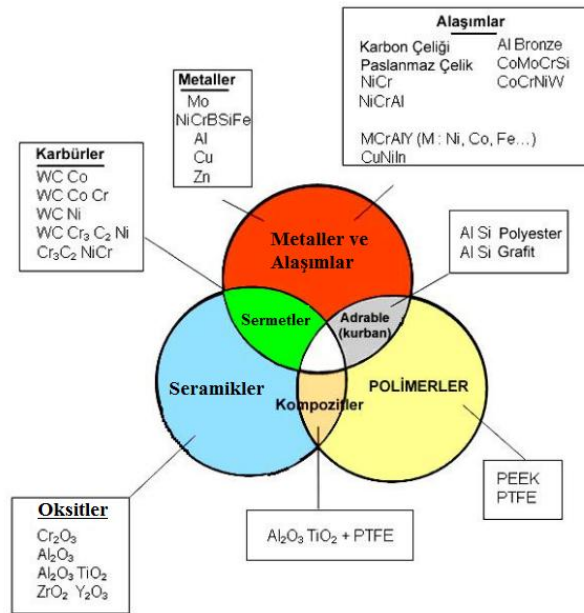 Alaşımlar
Karbon Çeliği
Paslanmaz Çelik
NiCr
NiCrAl
Al Bronze
CoMoCrSi
CoCrNiW
MCrAlY (M : Ni, Co, Fe...)
CuNiIn
Metaller
Mo
NiCrBSiFe
Al
Cu
Zn
Karbürler
WC Co
WC Co Cr
WC Ni
WC Cr₃ C₂ Ni
Cr₃C₂ NiCr
Al Si Polyester
Al Si Grafit
Metaller ve
Alaşımlar
Sermetler
Adrable
(kurban)
Seramikler
Kompozitler
POLİMERLER
PEEK
PTFE
Oksitler
Cr₂O₃
Al₂O₃
Al₂O₃ TiO₂
ZrO₂ Y₂O₃
Al₂O₃ TiO₂ + PTFE